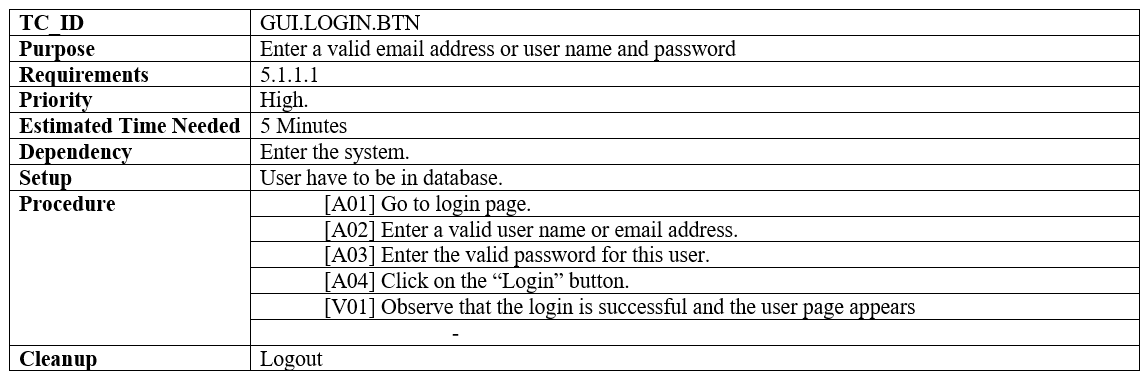 TC_ID GUI.LOGIN.BTN
Purpose Enter a valid email address or user name and password
Requirements 5.1.1.1
Priority High.
Estimated Time Needed 5 Minutes
Dependency Enter the system.
Setup User have to be in database.
Procedure [A01] Go to login page.
[A02] Enter a valid user name or email address.
[A03] Enter the valid password for this user.
[A04] Click on the “Login” button.
[V01] Observe that the login is successful and the user page appears
-
Cleanup Logout